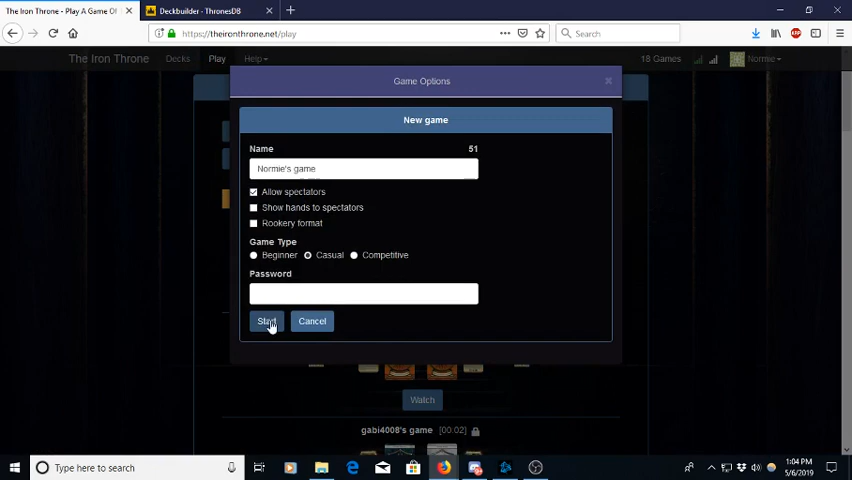 The Iron Throne - Play A Game Of
Deckbuilder - ThronesDB
https://theironthrone.net/play
Search
The Iron Throne Decks Play Help 18 Games Normie
Game Options
New game
Name 51
Normie's game
Allow spectators
Show hands to spectators
Rookery format
Game Type
Beginner Casual Competitive
Password
Start Cancel
Watch
gabi4008's game [00:02]
Type here to search
1:04 PM
5/6/2019